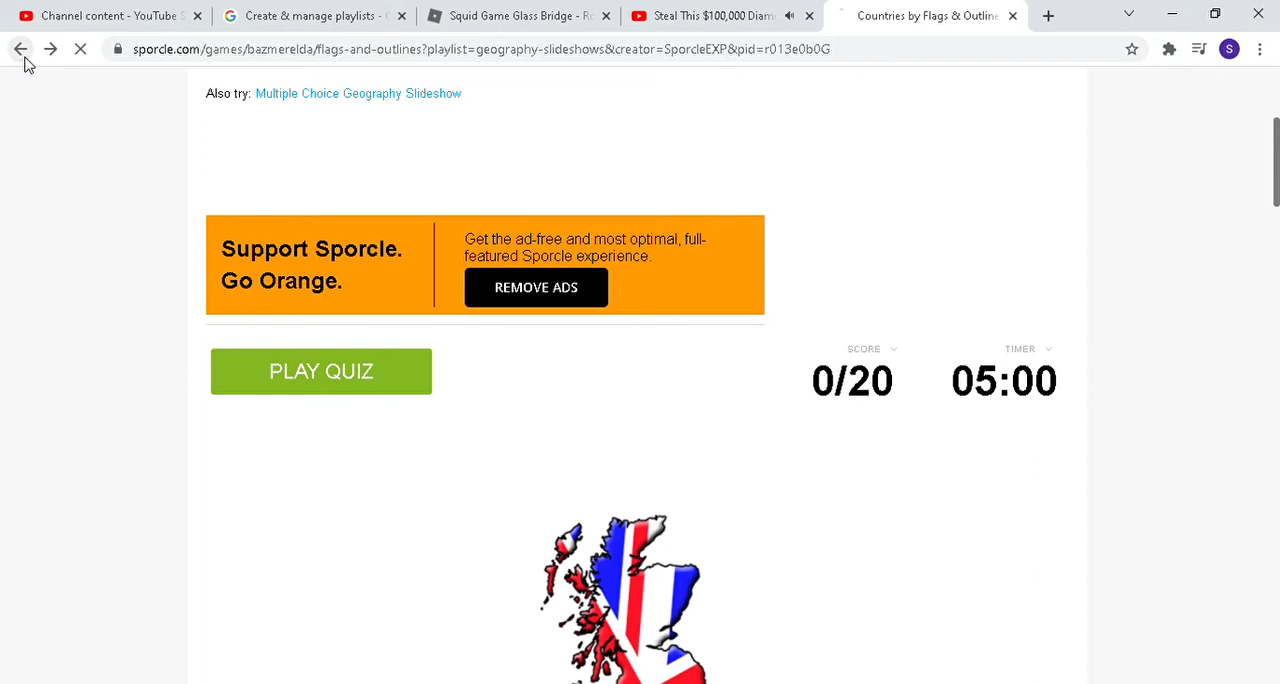 Channel content - YouTube S
Create & manage playlists - G
Squid Game Glass Bridge - Ro
Steal This $100,000 Diam
Countries by Flags & Outline
sporcle.com/games/bazmerelda/flags-and-outlines?playlist=geography-slideshows&creator=SporcleEXP&pid=r013e0b0G
S
Also try: Multiple Choice Geography Slideshow
Support Sporcle.
Go Orange.
Get the ad-free and most optimal, full-
featured Sporcle experience.
REMOVE ADS
PLAY QUIZ
SCORE
0/20
TIMER
05:00